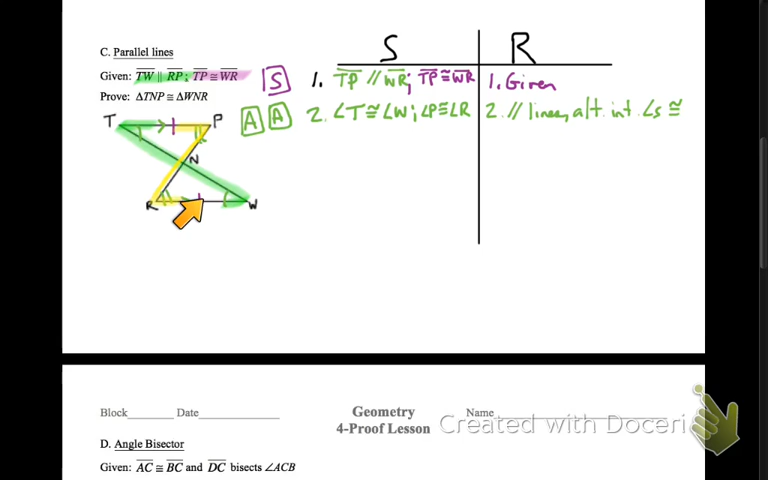 S R
C. Parallel lines
Given: TW || RP ; TP ≅ WR S 1. TP // WR; TP ≅ WR 1. Given
Prove: ΔTNP ≅ ΔWNR
T P A A 2. ∠T ≅ ∠W; ∠P ≅ ∠R 2. // lines, alt. int. ∠s ≅
N
R W
Block______ Date____________ Geometry Name
4-Proof Lesson Created with Doceri
D. Angle Bisector
Given: AC ≅ BC and DC bisects ∠ACB